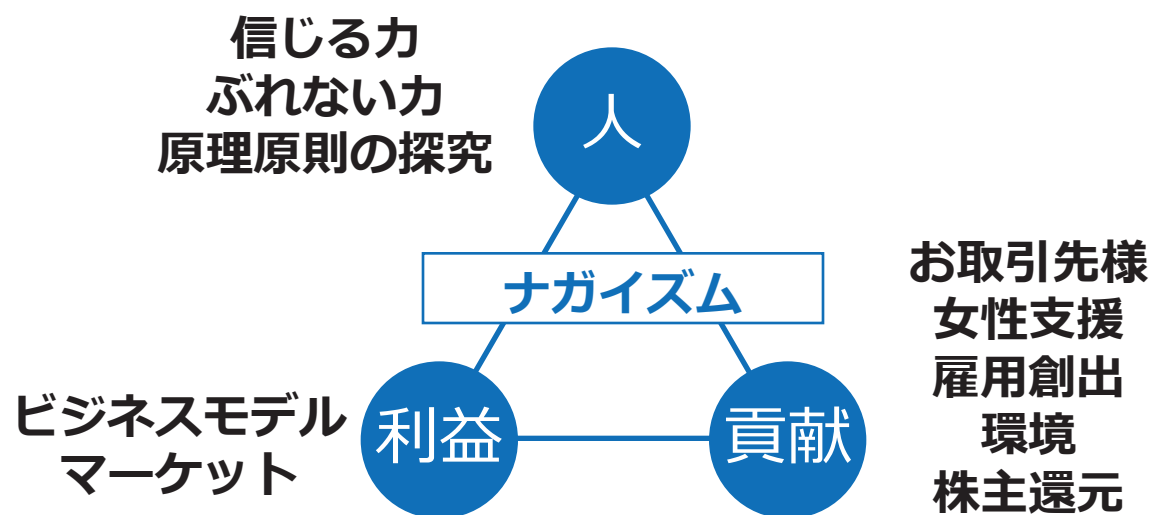 信じる力
ぶれない力
原理原則の探究
人
ナガイズム
お取引先様
女性支援
雇用創出
環境
株主還元
ビジネスモデル
マーケット
利益
貢献